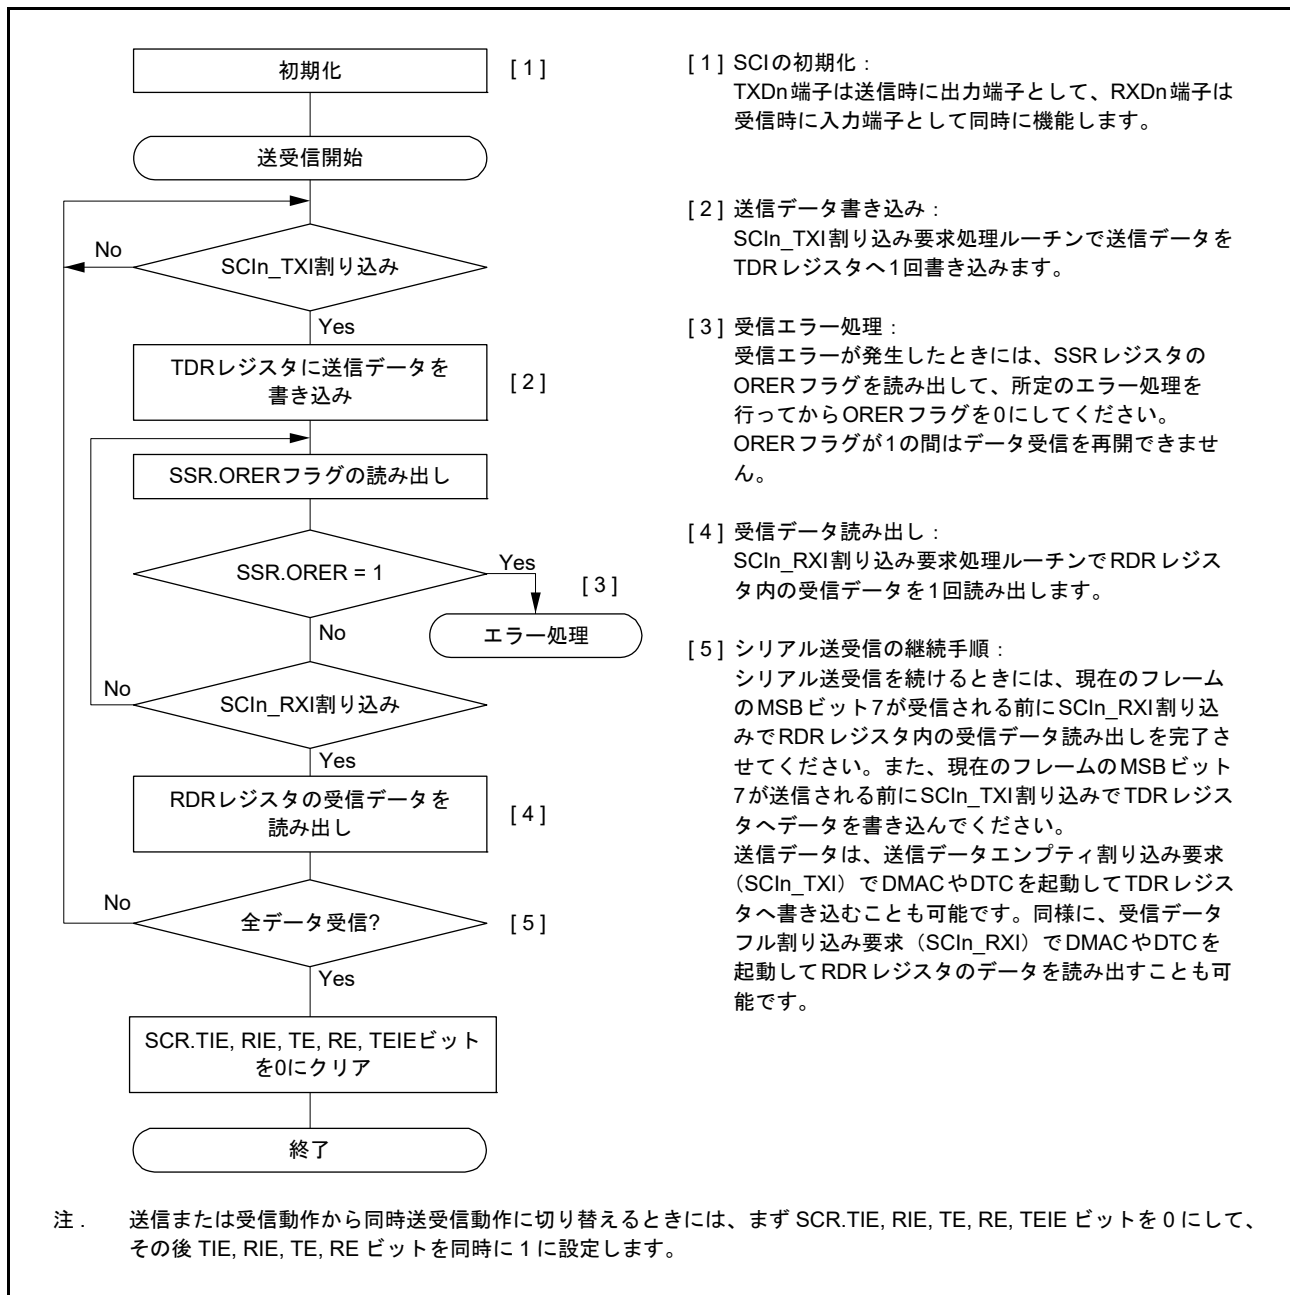 初期化
[ 1 ]
送受信開始
No
SCIn_TXI割り込み
Yes
TDRレジスタに送信データを
書き込み
[ 2 ]
SSR.ORERフラグの読み出し
SSR.ORER = 1
Yes
[ 3 ]
エラー処理
No
No
SCIn_RXI割り込み
Yes
RDRレジスタの受信データを
読み出し
[ 4 ]
No
全データ受信?
[ 5 ]
Yes
SCR.TIE, RIE, TE, RE, TEIEビット
を0にクリア
終了
[ 1 ] SCIの初期化：
TXDn端子は送信時に出力端子として、RXDn端子は
受信時に入力端子として同時に機能します。
[ 2 ] 送信データ書き込み：
SCIn_TXI割り込み要求処理ルーチンで送信データを
TDRレジスタへ1回書き込みます。
[ 3 ] 受信エラー処理：
受信エラーが発生したときには、SSRレジスタの
ORERフラグを読み出して、所定のエラー処理を
行ってからORERフラグを0にしてください。
ORERフラグが1の間はデータ受信を再開できませ
ん。
[ 4 ] 受信データ読み出し：
SCIn_RXI割り込み要求処理ルーチンでRDRレジス
タ内の受信データを1回読み出します。
[ 5 ] シリアル送受信の継続手順：
シリアル送受信を続けるときには、現在のフレーム
のMSBビット7が受信される前にSCIn_RXI割り込
みでRDRレジスタ内の受信データ読み出しを完了さ
せてください。また、現在のフレームのMSBビット
7が送信される前にSCIn_TXI割り込みでTDRレジス
タへデータを書き込んでください。
送信データは、送信データエンプティ割り込み要求
（SCIn_TXI）でDMACやDTCを起動してTDRレジス
タへ書き込むことも可能です。同様に、受信データ
フル割り込み要求（SCIn_RXI）でDMACやDTCを
起動してRDRレジスタのデータを読み出すことも可
能です。
注． 送信または受信動作から同時送受信動作に切り替えるときには、まず SCR.TIE, RIE, TE, RE, TEIE ビットを 0 にして、
その後 TIE, RIE, TE, RE ビットを同時に 1 に設定します。